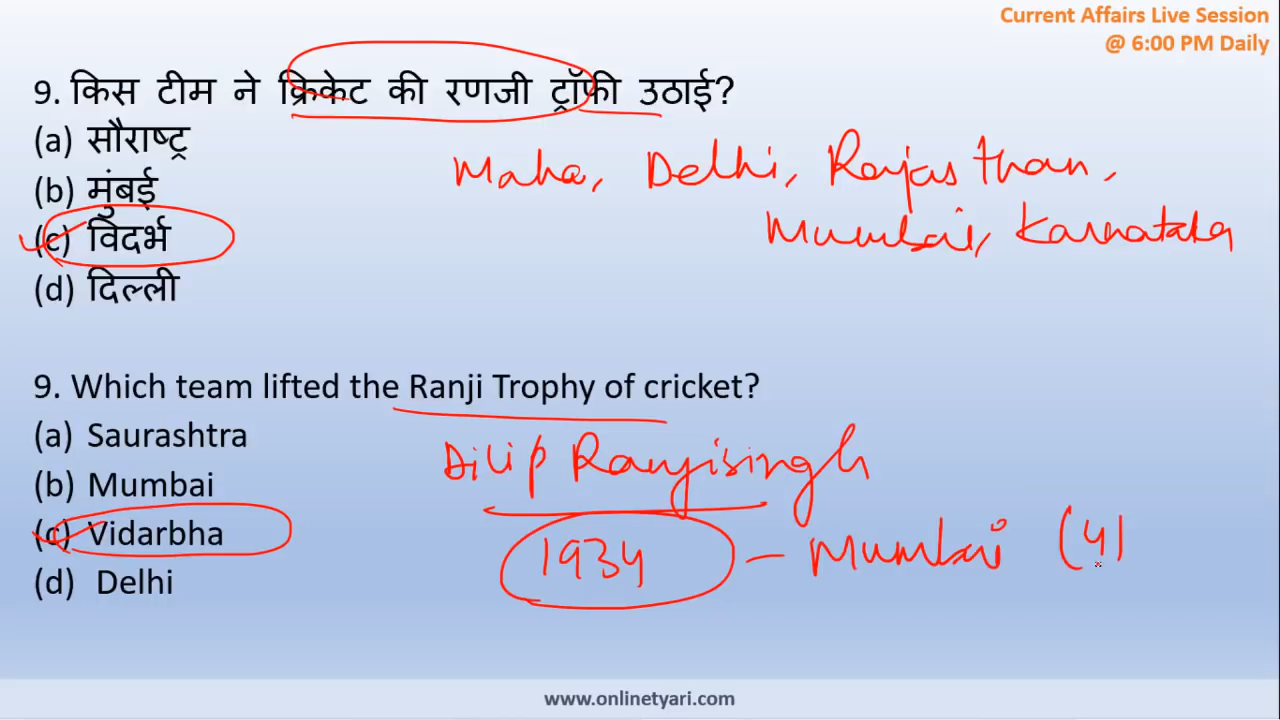 Current Affairs Live Session
@ 6:00 PM Daily
9. किस टीम ने क्रिकेट की रणजी ट्रॉफी उठाई?
(a) सौराष्ट्र
(b) मुंबई
(c) विदर्भ
(d) दिल्ली
Maha, Delhi, Rajasthan,
Mumbai, Karnataka
9. Which team lifted the Ranji Trophy of cricket?
(a) Saurashtra
(b) Mumbai
(c) Vidarbha
(d) Delhi
Dilip Ranjisingh
1934 – Mumbai (4)
www.onlinetyari.com